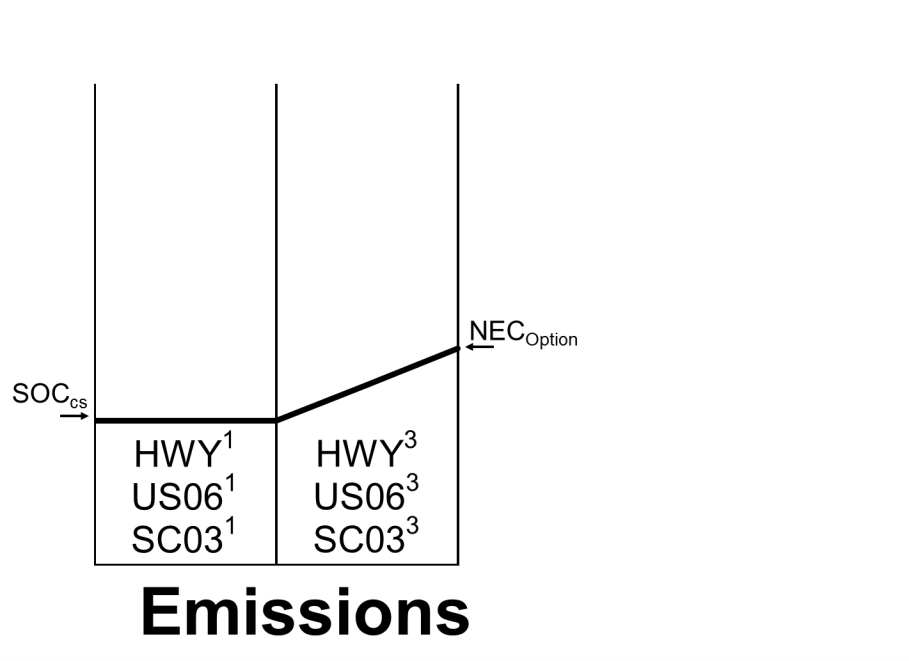 NEC_Option
SOC_cs
HWY¹ HWY³
US06¹ US06³
SC03¹ SC03³
Emissions